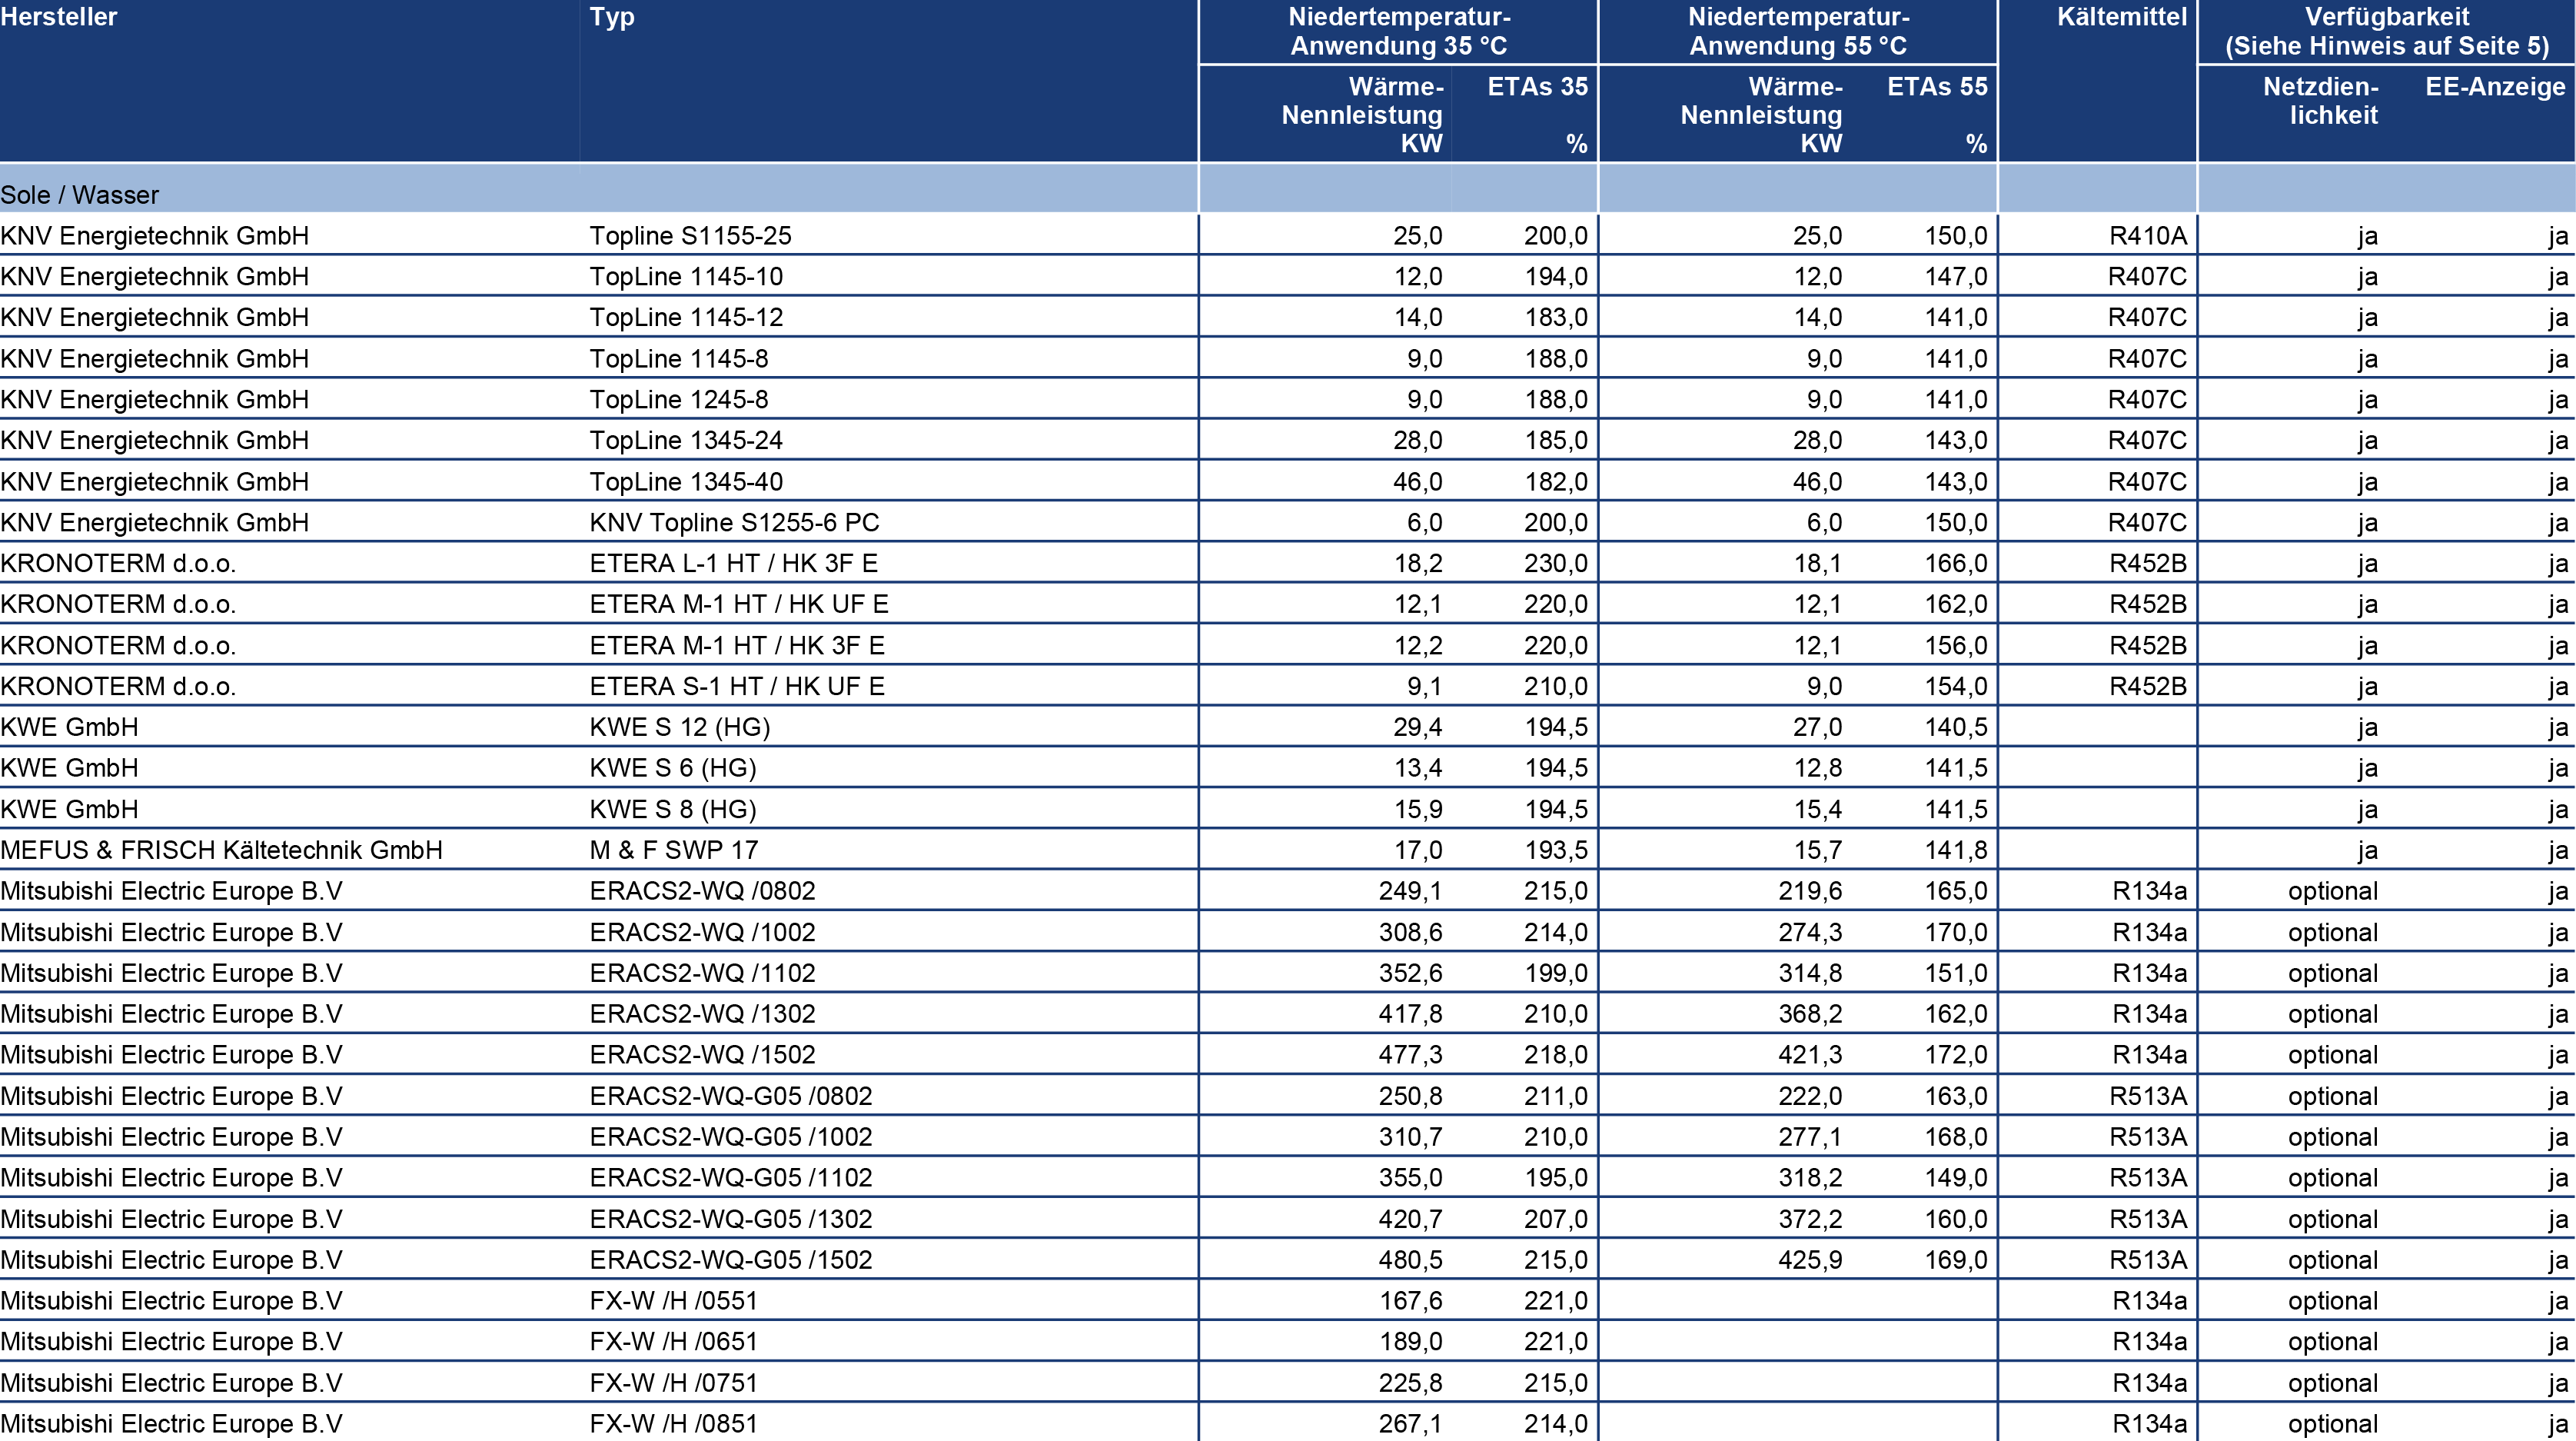 Hersteller Typ Niedertemperatur- Niedertemperatur- Kältemittel Verfügbarkeit
Anwendung 35 °C Anwendung 55 °C (Siehe Hinweis auf Seite 5)
Wärme- ETAs 35 Wärme- ETAs 55 Netzdien- EE-Anzeige
Nennleistung Nennleistung lichkeit
KW % KW %
Sole / Wasser
KNV Energietechnik GmbH Topline S1155-25 25,0 200,0 25,0 150,0 R410A ja ja
KNV Energietechnik GmbH TopLine 1145-10 12,0 194,0 12,0 147,0 R407C ja ja
KNV Energietechnik GmbH TopLine 1145-12 14,0 183,0 14,0 141,0 R407C ja ja
KNV Energietechnik GmbH TopLine 1145-8 9,0 188,0 9,0 141,0 R407C ja ja
KNV Energietechnik GmbH TopLine 1245-8 9,0 188,0 9,0 141,0 R407C ja ja
KNV Energietechnik GmbH TopLine 1345-24 28,0 185,0 28,0 143,0 R407C ja ja
KNV Energietechnik GmbH TopLine 1345-40 46,0 182,0 46,0 143,0 R407C ja ja
KNV Energietechnik GmbH KNV Topline S1255-6 PC 6,0 200,0 6,0 150,0 R407C ja ja
KRONOTERM d.o.o. ETERA L-1 HT / HK 3F E 18,2 230,0 18,1 166,0 R452B ja ja
KRONOTERM d.o.o. ETERA M-1 HT / HK UF E 12,1 220,0 12,1 162,0 R452B ja ja
KRONOTERM d.o.o. ETERA M-1 HT / HK 3F E 12,2 220,0 12,1 156,0 R452B ja ja
KRONOTERM d.o.o. ETERA S-1 HT / HK UF E 9,1 210,0 9,0 154,0 R452B ja ja
KWE GmbH KWE S 12 (HG) 29,4 194,5 27,0 140,5 ja ja
KWE GmbH KWE S 6 (HG) 13,4 194,5 12,8 141,5 ja ja
KWE GmbH KWE S 8 (HG) 15,9 194,5 15,4 141,5 ja ja
MEFUS & FRISCH Kältetechnik GmbH M & F SWP 17 17,0 193,5 15,7 141,8 ja ja
Mitsubishi Electric Europe B.V ERACS2-WQ /0802 249,1 215,0 219,6 165,0 R134a optional ja
Mitsubishi Electric Europe B.V ERACS2-WQ /1002 308,6 214,0 274,3 170,0 R134a optional ja
Mitsubishi Electric Europe B.V ERACS2-WQ /1102 352,6 199,0 314,8 151,0 R134a optional ja
Mitsubishi Electric Europe B.V ERACS2-WQ /1302 417,8 210,0 368,2 162,0 R134a optional ja
Mitsubishi Electric Europe B.V ERACS2-WQ /1502 477,3 218,0 421,3 172,0 R134a optional ja
Mitsubishi Electric Europe B.V ERACS2-WQ-G05 /0802 250,8 211,0 222,0 163,0 R513A optional ja
Mitsubishi Electric Europe B.V ERACS2-WQ-G05 /1002 310,7 210,0 277,1 168,0 R513A optional ja
Mitsubishi Electric Europe B.V ERACS2-WQ-G05 /1102 355,0 195,0 318,2 149,0 R513A optional ja
Mitsubishi Electric Europe B.V ERACS2-WQ-G05 /1302 420,7 207,0 372,2 160,0 R513A optional ja
Mitsubishi Electric Europe B.V ERACS2-WQ-G05 /1502 480,5 215,0 425,9 169,0 R513A optional ja
Mitsubishi Electric Europe B.V FX-W /H /0551 167,6 221,0 R134a optional ja
Mitsubishi Electric Europe B.V FX-W /H /0651 189,0 221,0 R134a optional ja
Mitsubishi Electric Europe B.V FX-W /H /0751 225,8 215,0 R134a optional ja
Mitsubishi Electric Europe B.V FX-W /H /0851 267,1 214,0 R134a optional ja